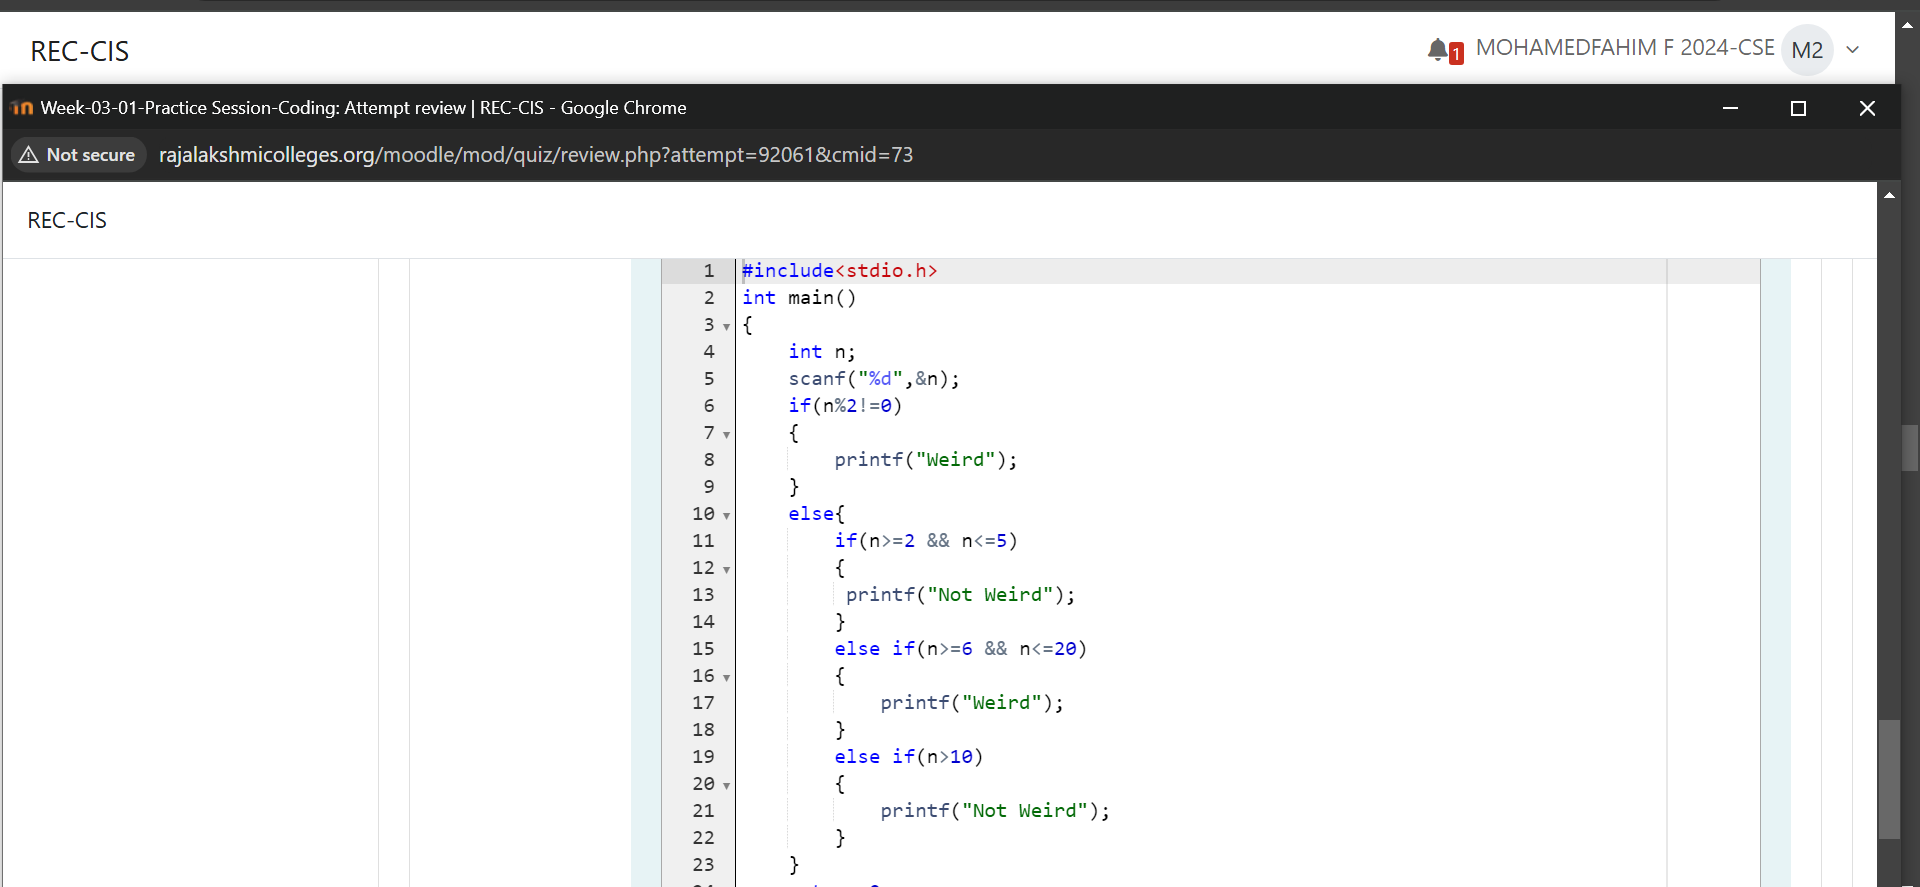 REC-CIS
1 MOHAMEDFAHIM F 2024-CSE M2
Week-03-01-Practice Session-Coding: Attempt review | REC-CIS - Google Chrome
Not secure rajalakshmicolleges.org/moodle/mod/quiz/review.php?attempt=92061&cmid=73
REC-CIS
1 #include<stdio.h>
2 int main()
3 {
4 int n;
5 scanf("%d",&n);
6 if(n%2!=0)
7 {
8 printf("Weird");
9 }
10 else{
11 if(n>=2 && n<=5)
12 {
13 printf("Not Weird");
14 }
15 else if(n>=6 && n<=20)
16 {
17 printf("Weird");
18 }
19 else if(n>10)
20 {
21 printf("Not Weird");
22 }
23 }